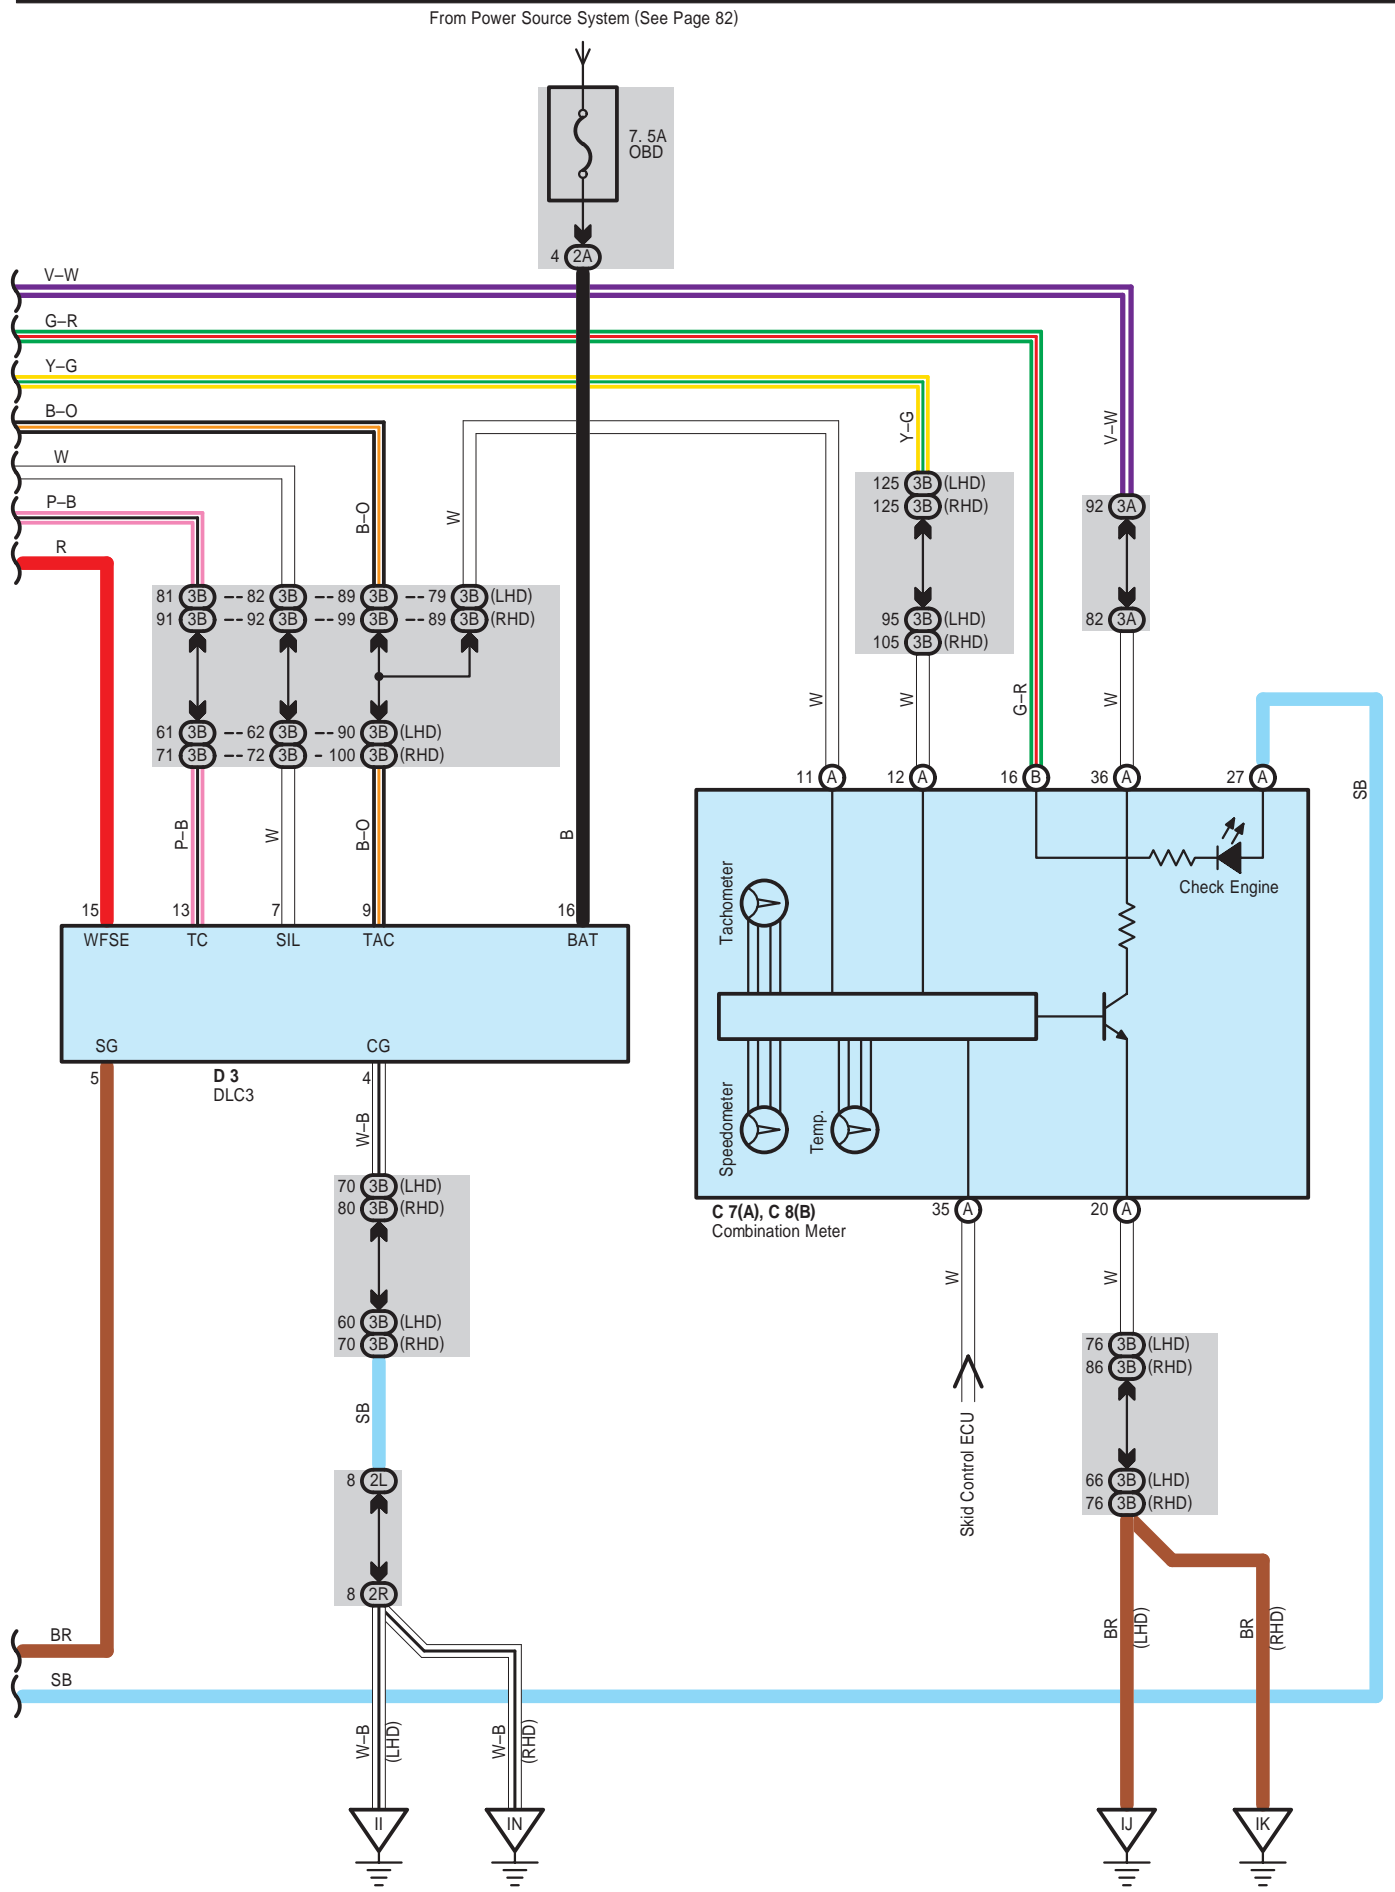 From Power Source System (See Page 82)
7. 5A
OBD
4 2A
V–W
G–R
Y–G
B–O
W
P–B
R
B–O
W
Y–G
V–W
125 3B (LHD)
125 3B (RHD)
92 3A
81 3B -- 82 3B -- 89 3B -- 79 3B (LHD)
91 3B -- 92 3B -- 99 3B -- 89 3B (RHD)
95 3B (LHD)
105 3B (RHD)
82 3A
61 3B -- 62 3B -- 90 3B (LHD)
71 3B -- 72 3B - 100 3B (RHD)
W
W
G–R
W
SB
11 A
12 A
16 B
36 A
27 A
P–B
W
B–O
B
Check Engine
Tachometer
15
13
7
9
16
WFSE
TC
SIL
TAC
BAT
SG
CG
5
D 3
DLC3
4
Speedometer
Temp.
W–B
70 3B (LHD)
80 3B (RHD)
C 7(A), C 8(B)
Combination Meter
35 A
20 A
W
W
60 3B (LHD)
70 3B (RHD)
76 3B (LHD)
86 3B (RHD)
SB
Skid Control ECU
8 2L
66 3B (LHD)
76 3B (RHD)
8 2R
BR
SB
BR
(LHD)
BR
(RHD)
W–B
(LHD)
W–B
(RHD)
II
IN
IJ
IK